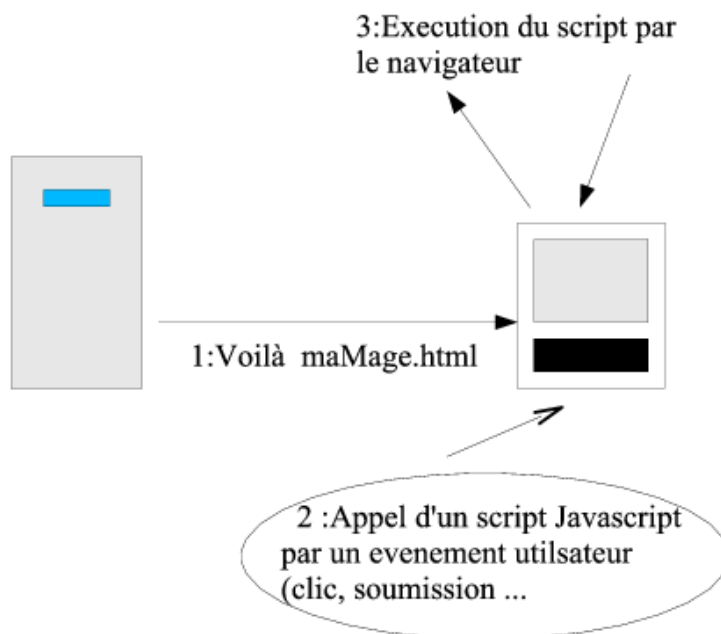 3:Execution du script par
le navigateur
1:Voilà maMage.html
2 :Appel d'un script Javascript
par un evenement utilsateur
(clic, soumission ...